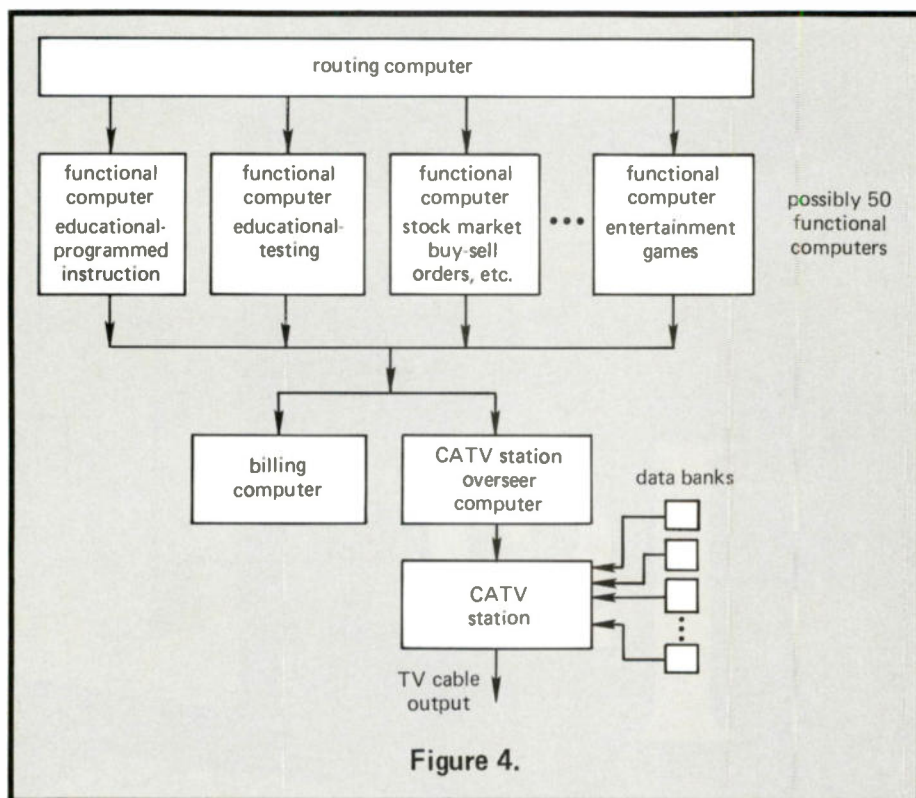 routing computer
functional
computer
educational-
programmed
instruction
functional
computer
educational-
testing
functional
computer
stock market
buy-sell
orders, etc.
functional
computer
entertainment
games
possibly 50
functional
computers
billing
computer
CATV station
overseer
computer
data banks
CATV
station
TV cable
output
Figure 4.